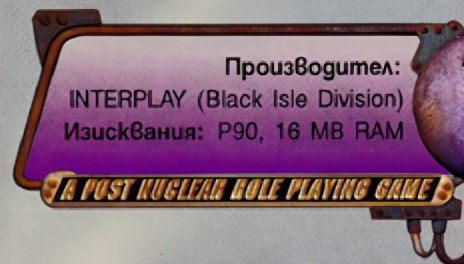 Производител:
INTERPLAY (Black Isle Division)
Изисквания: P90, 16 MB RAM
A POST NUCLEAR ROLE PLAYING GAME